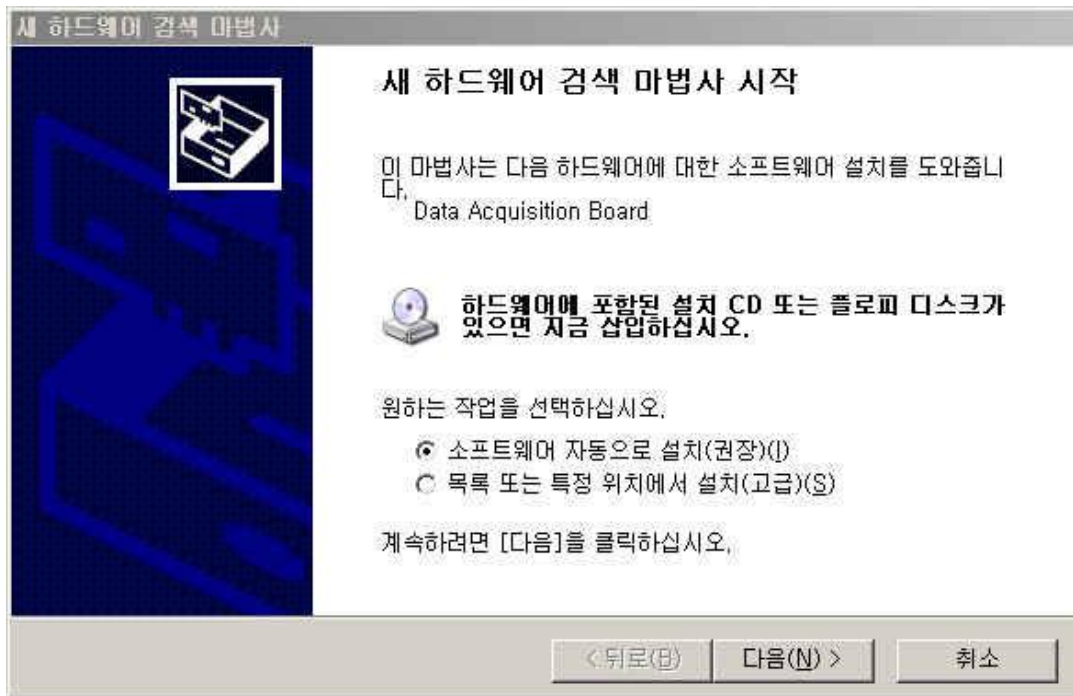 새 하드웨어 검색 마법사
새 하드웨어 검색 마법사 시작
이 마법사는 다음 하드웨어에 대한 소프트웨어 설치를 도와줍니
다.
Data Acquisition Board
하드웨어에 포함된 설치 CD 또는 플로피 디스크가
있으면 지금 삽입하십시오.
원하는 작업을 선택하십시오.
소프트웨어 자동으로 설치(권장)(I)
목록 또는 특정 위치에서 설치(고급)(S)
계속하려면 [다음]을 클릭하십시오.
< 뒤로(B) 다음(N) > 취소